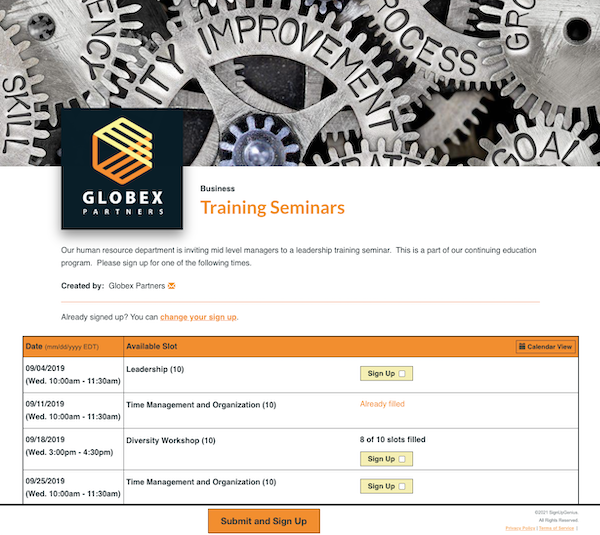 SKILL
ENCY
ITY
IMPROVEMENT
PROCESS
GRO
GOAL
GLOBEX
PARTNERS
Business
Training Seminars
Our human resource department is inviting mid level managers to a leadership training seminar.  This is a part of our continuing education
program.  Please sign up for one of the following times.
Created by:  Globex Partners
Already signed up? You can change your sign up.
Date (mm/dd/yyyy EDT) Available Slot Calendar View
09/04/2019
(Wed. 10:00am - 11:30am)
Leadership (10)
Sign Up
09/11/2019
(Wed. 10:00am - 11:30am)
Time Management and Organization (10)
Already filled
09/18/2019
(Wed. 3:00pm - 4:30pm)
Diversity Workshop (10)
8 of 10 slots filled
Sign Up
09/25/2019
(Wed. 10:00am - 11:30am)
Time Management and Organization (10)
Sign Up
Submit and Sign Up
©2021 SignUpGenius
All Rights Reserved
Privacy Policy | Terms of Service |